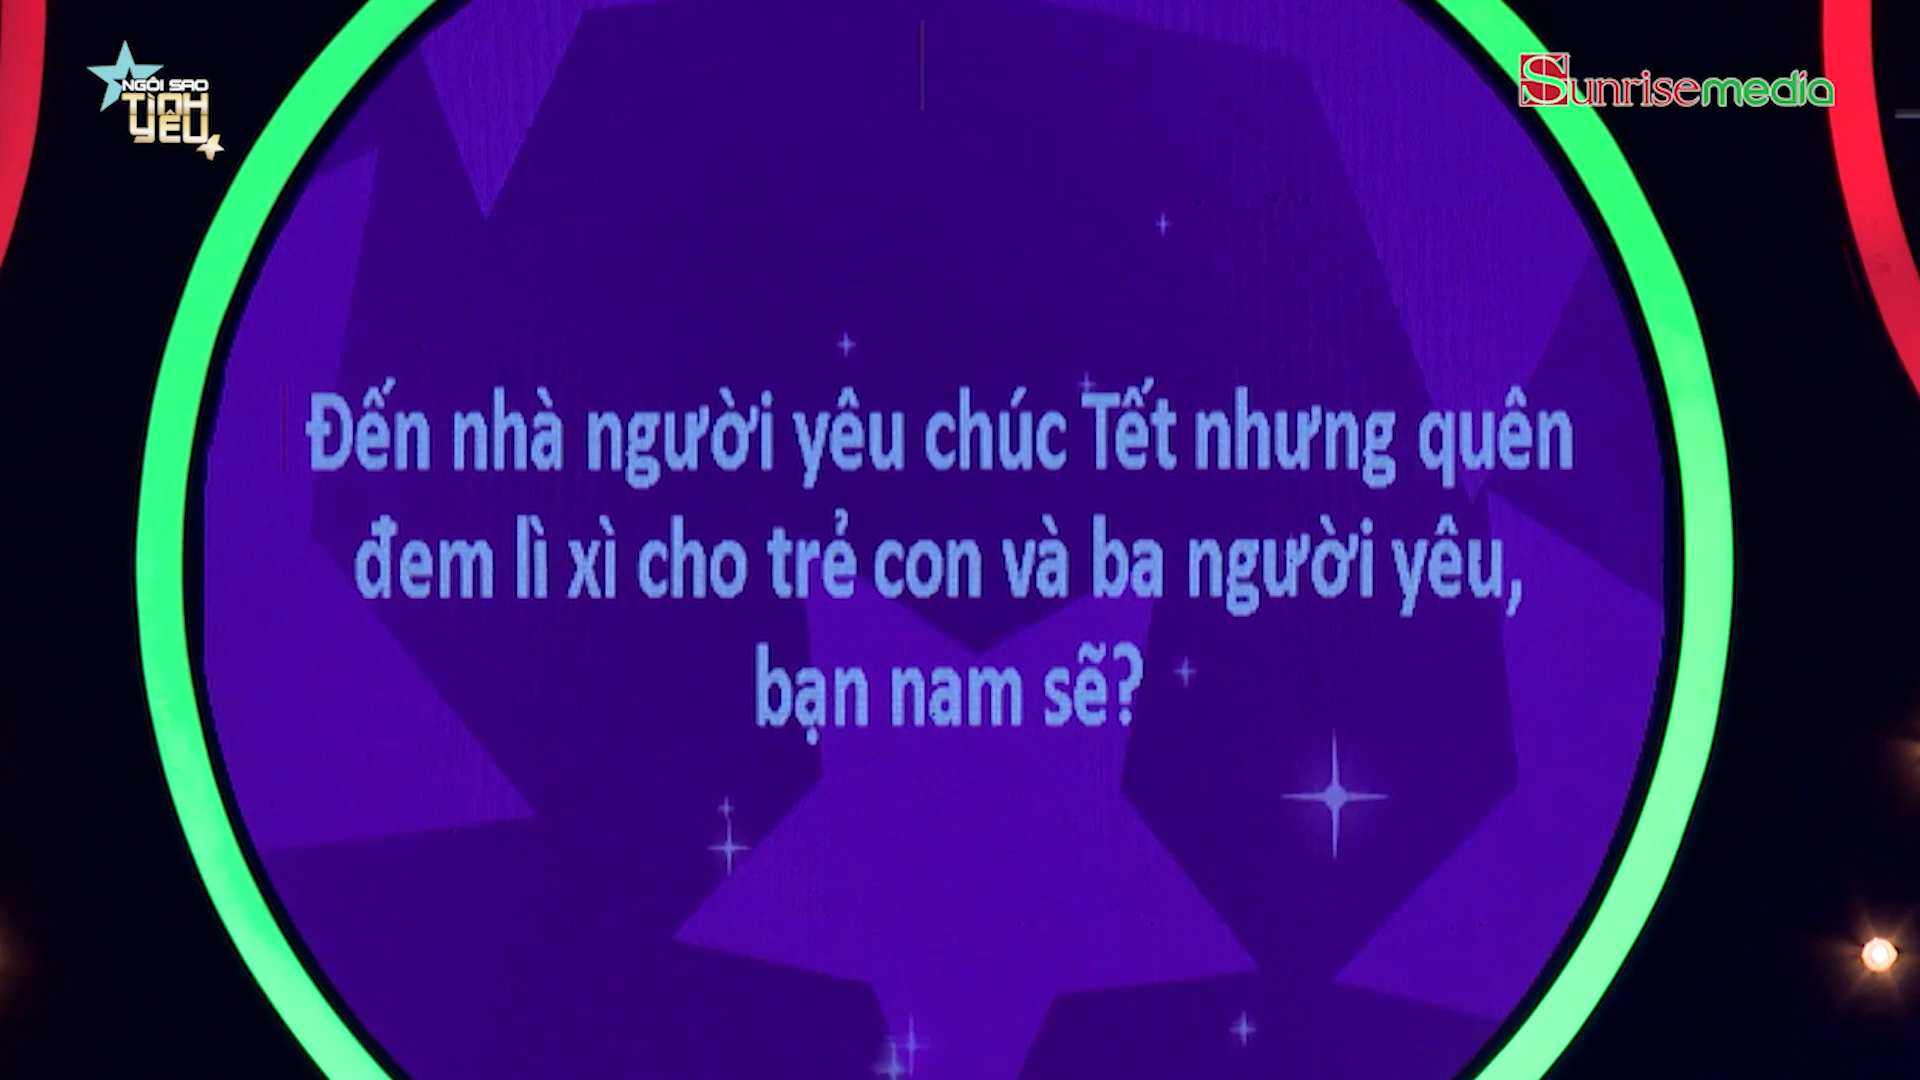 NGÔI SAO
TÌNH
YÊU
Sunrisemedia
Đến nhà người yêu chúc Tết nhưng quên
đem lì xì cho trẻ con và ba người yêu,
bạn nam sẽ?